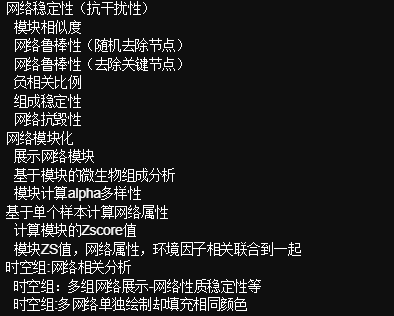 网络稳定性（抗干扰性）
模块相似度
网络鲁棒性（随机去除节点）
网络鲁棒性（去除关键节点）
负相关比例
组成稳定性
网络抗毁性
网络模块化
展示网络模块
基于模块的微生物组成分析
模块计算alpha多样性
基于单个样本计算网络属性
计算模块的Zscore值
模块ZS值，网络属性，环境因子相关联合到一起
时空组:网络相关分析
时空组：多组网络展示-网络性质稳定性等
时空组:多网络单独绘制却填充相同颜色